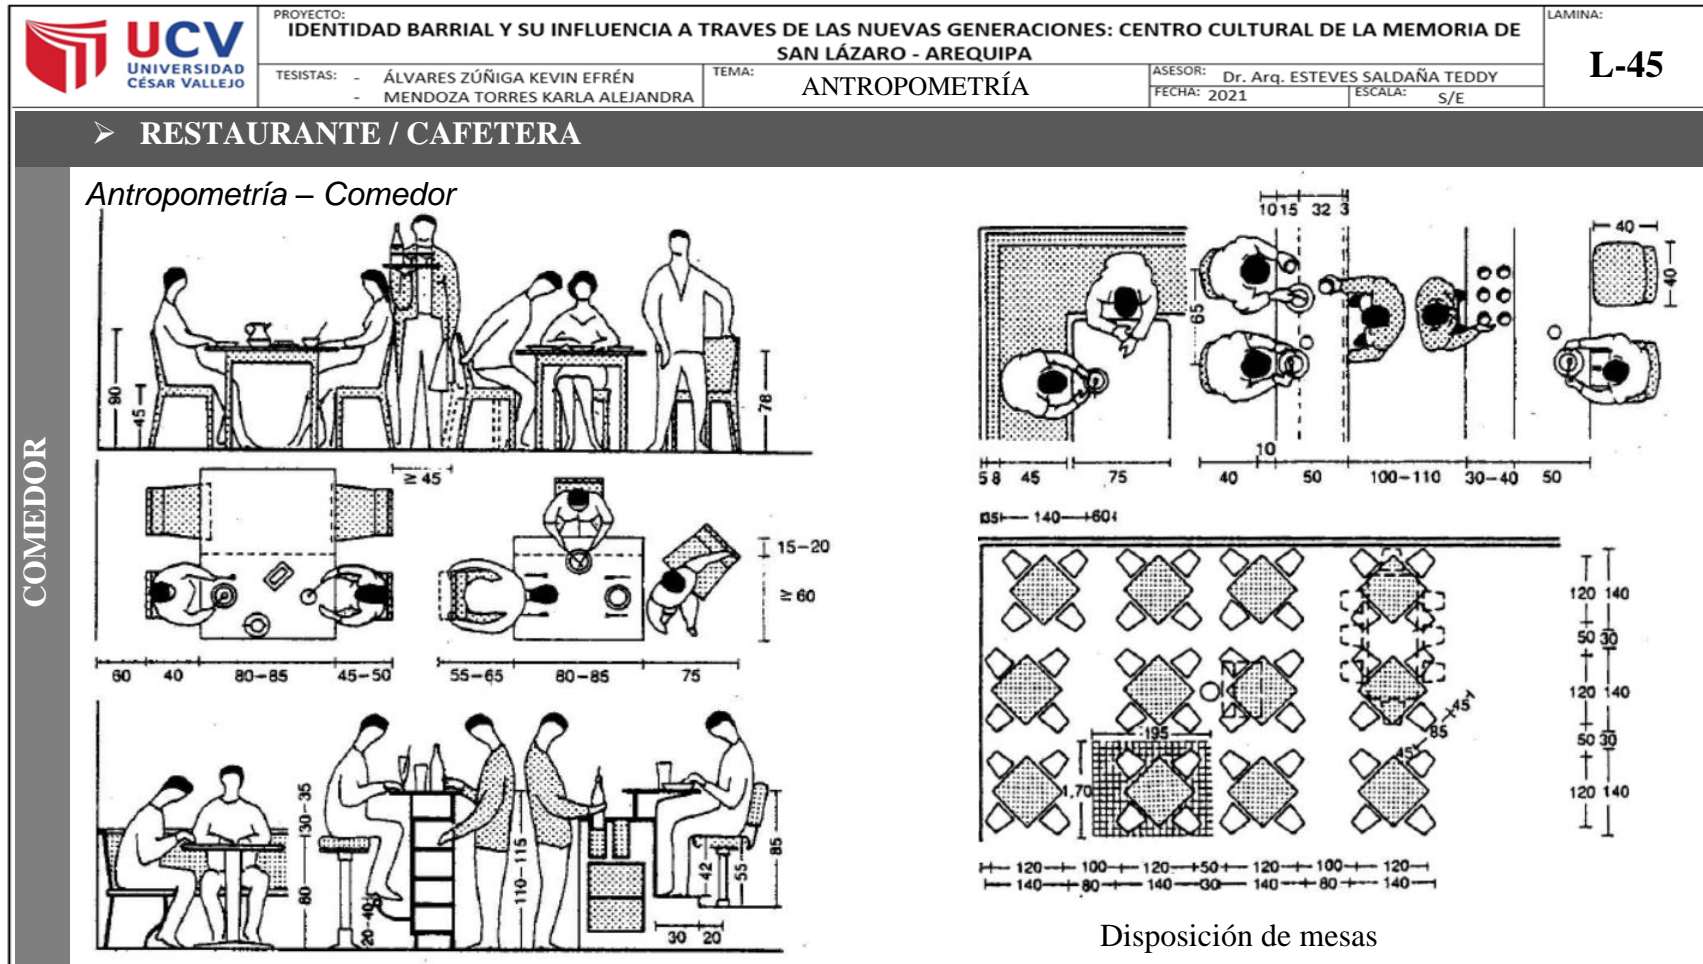 UCV
UNIVERSIDAD
CÉSAR VALLEJO
PROYECTO:
IDENTIDAD BARRIAL Y SU INFLUENCIA A TRAVES DE LAS NUEVAS GENERACIONES: CENTRO CULTURAL DE LA MEMORIA DE
SAN LÁZARO - AREQUIPA
TESISTAS: - ÁLVARES ZÚÑIGA KEVIN EFRÉN
- MENDOZA TORRES KARLA ALEJANDRA
TEMA:
ANTROPOMETRÍA
ASESOR: Dr. Arq. ESTEVES SALDAÑA TEDDY
FECHA: 2021
ESCALA: S/E
LAMINA:
L-45
➢ RESTAURANTE / CAFETERA
COMEDOR
Antropometría – Comedor
90
45
78
≥ 45
15-20
≥ 60
60 40 80-85 45-50
55-65 80-85 75
30-35
80
20-40
110-115
42
55
85
30 20
10 15 32 3
40
40
65
10
5 8 45 75
40 50 100-110 30-40 50
35 140 60
120 140
50 30
120 140
50 30
120 140
45
85
45
195
1,70
120 100 120 50 120 100 120
140 80 140 30 140 80 140
Disposición de mesas